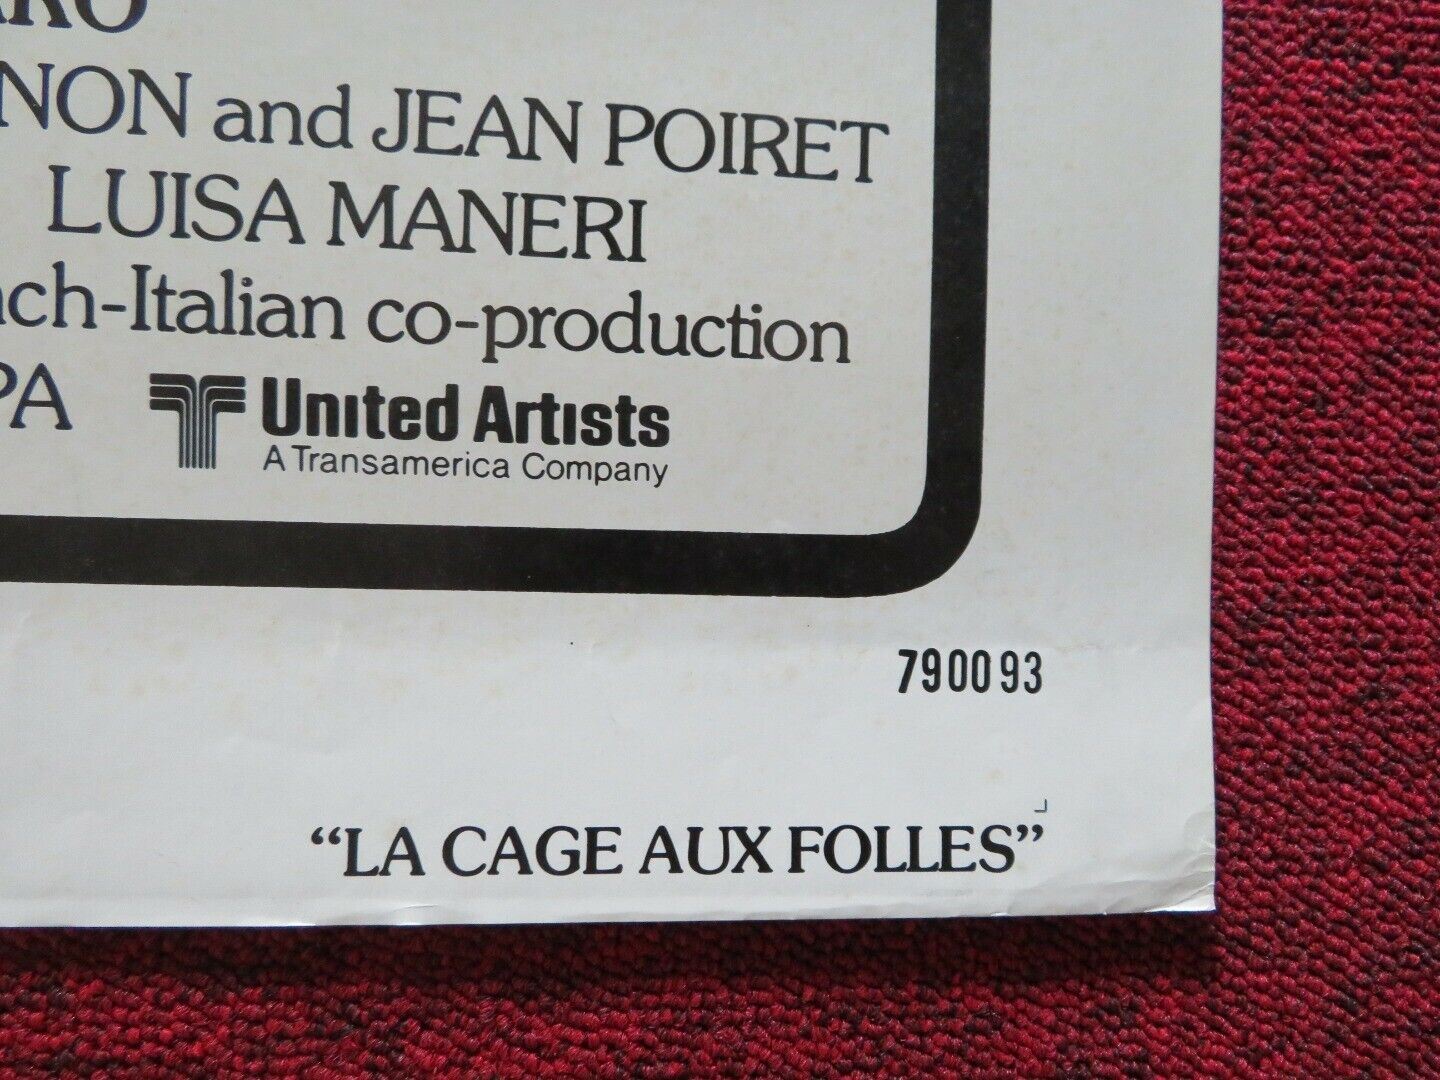 NON and JEAN POIRET
LUISA MANERI
ch-Italian co-production
PA
United Artists
A Transamerica Company
790093
"LA CAGE AUX FOLLES"